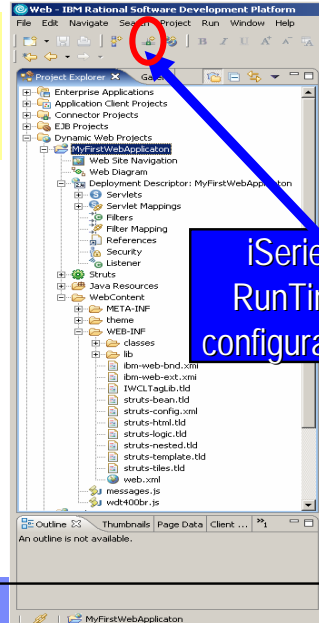 Web - IBM Rational Software Development Platform
File Edit Navigate Search Project Run Window Help
B I U A A
Project Explorer Ga
Enterprise Applications
Application Client Projects
Connector Projects
EJB Projects
Dynamic Web Projects
MyFirstWebApplicaton
Web Site Navigation
Web Diagram
Deployment Descriptor: MyFirstWebApplicaton
Servlets
Servlet Mappings
Filters
Filter Mapping
References
Security
Listener
Struts
Java Resources
WebContent
META-INF
theme
WEB-INF
classes
lib
ibm-web-bnd.xmi
ibm-web-ext.xmi
IWCLTagLib.tld
struts-bean.tld
struts-config.xml
struts-html.tld
struts-logic.tld
struts-nested.tld
struts-template.tld
struts-tiles.tld
web.xml
messages.js
wdt400br.js
iSerie
RunTi
configura
Outline Thumbnails Page Data Client ... »1
An outline is not available.
MyFirstWebApplicaton